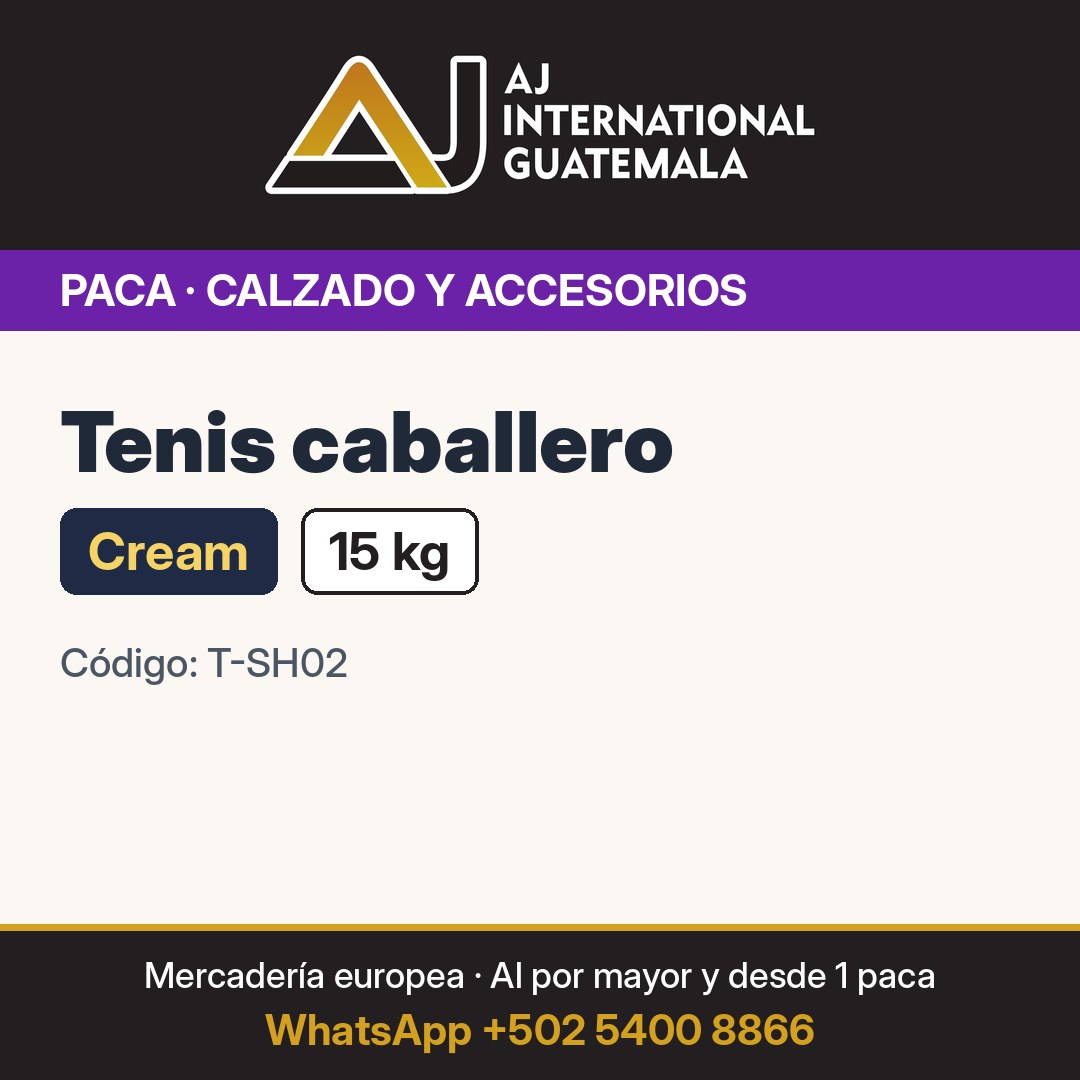 AJ
INTERNATIONAL
GUATEMALA
PACA · CALZADO Y ACCESORIOS
Tenis caballero
Cream
15 kg
Código: T-SH02
Mercadería europea · Al por mayor y desde 1 paca
WhatsApp +502 5400 8866